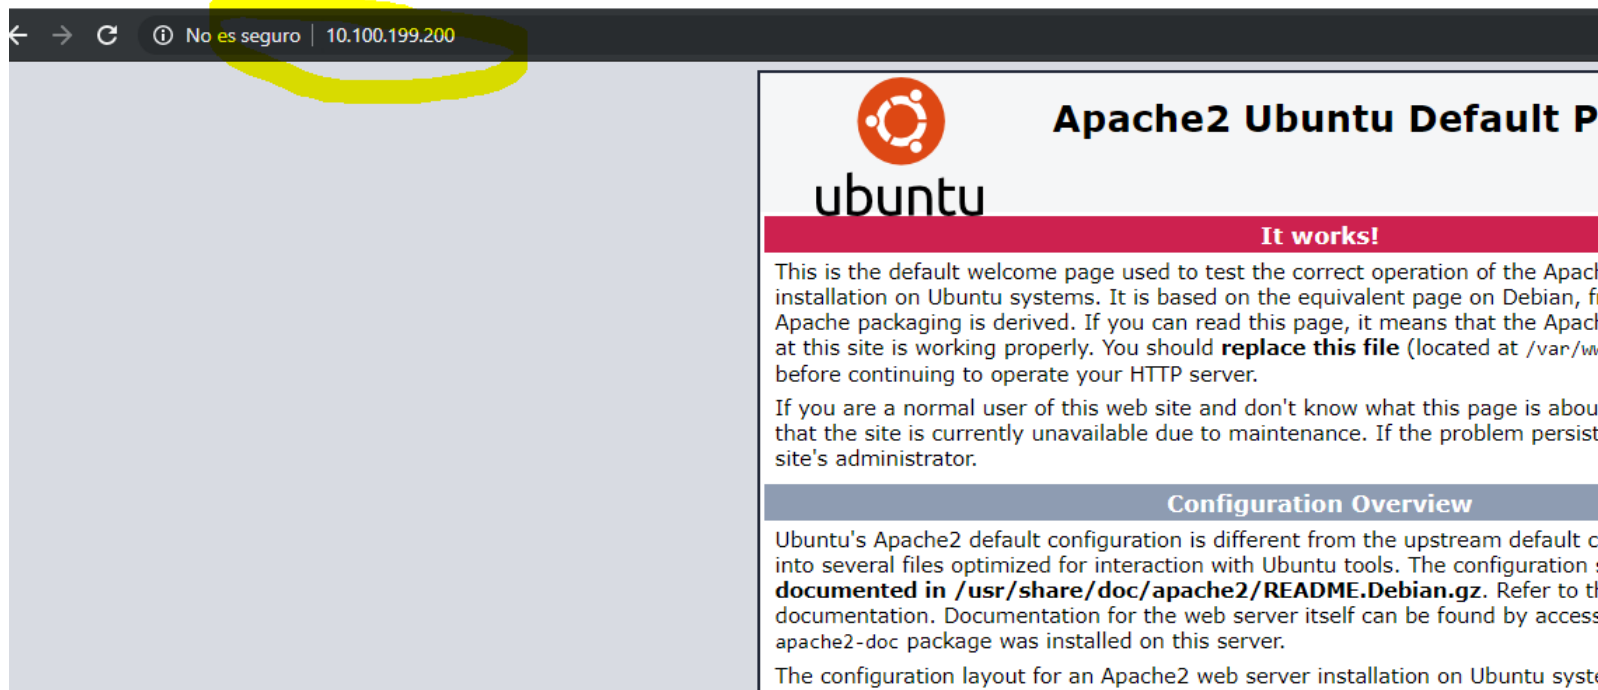 No es seguro | 10.100.199.200
Apache2 Ubuntu Default P
ubuntu
It works!
This is the default welcome page used to test the correct operation of the Apach
installation on Ubuntu systems. It is based on the equivalent page on Debian, f
Apache packaging is derived. If you can read this page, it means that the Apach
at this site is working properly. You should replace this file (located at /var/ww
before continuing to operate your HTTP server.
If you are a normal user of this web site and don't know what this page is abou
that the site is currently unavailable due to maintenance. If the problem persist
site's administrator.
Configuration Overview
Ubuntu's Apache2 default configuration is different from the upstream default c
into several files optimized for interaction with Ubuntu tools. The configuration s
documented in /usr/share/doc/apache2/README.Debian.gz. Refer to th
documentation. Documentation for the web server itself can be found by access
apache2-doc package was installed on this server.
The configuration layout for an Apache2 web server installation on Ubuntu syste